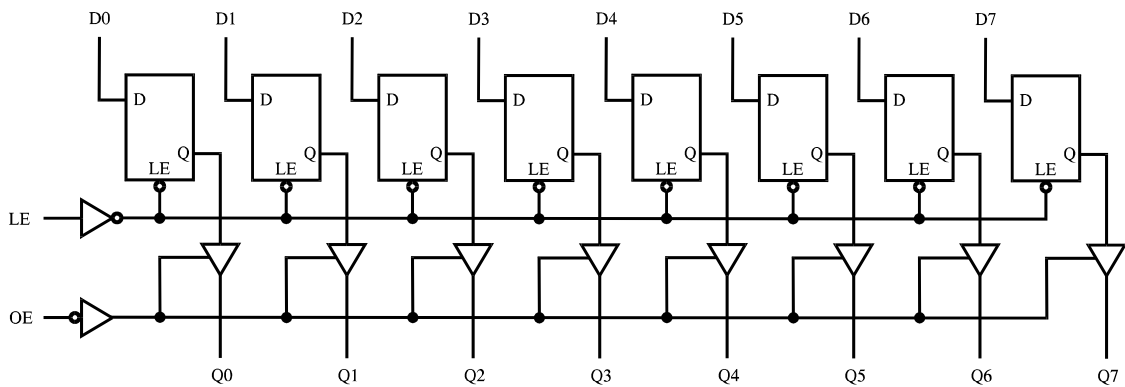 D0 D1 D2 D3 D4 D5 D6 D7
D D D D D D D D
Q Q Q Q Q Q Q Q
LE LE LE LE LE LE LE LE
LE
OE
Q0 Q1 Q2 Q3 Q4 Q5 Q6 Q7